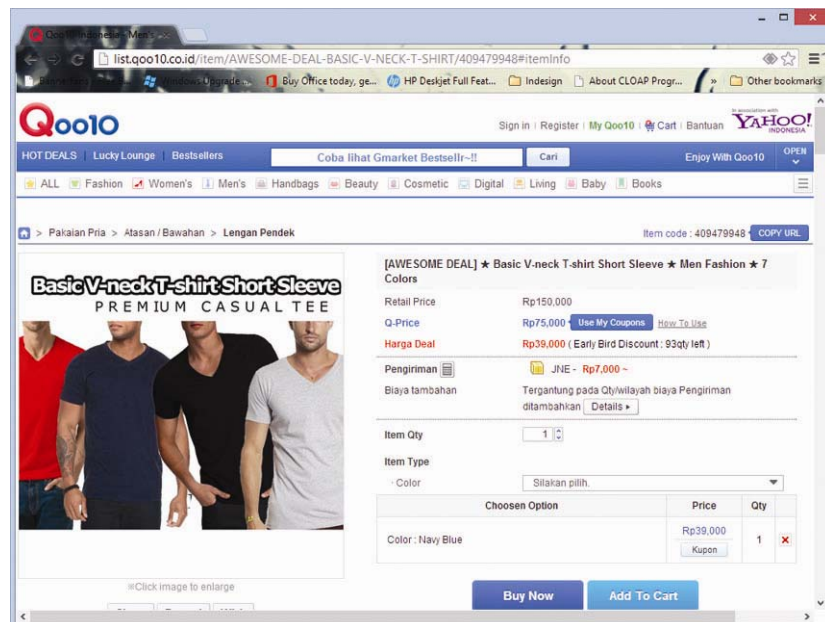 Qoo10 Indonesia - Men's
list.qoo10.co.id/item/AWESOME-DEAL-BASIC-V-NECK-T-SHIRT/409479948#itemInfo
Windows Upgrade
Buy Office today, ge...
HP Deskjet Full Feat...
Indesign
About CLOAP Progr...
»
Other bookmarks
Qoo10
Sign in | Register | My Qoo10 | Cart | Bantuan
in association with
YAHOO!
INDONESIA
HOT DEALS | Lucky Lounge | Bestsellers
Coba lihat Gmarket Bestsellr~!!
Cari
Enjoy With Qoo10
OPEN
ALL Fashion Women's Men's Handbags Beauty Cosmetic Digital Living Baby Books
> Pakaian Pria > Atasan / Bawahan > Lengan Pendek
Item code : 409479948 COPY URL
Basic V-neck T-shirt Short Sleeve
PREMIUM CASUAL TEE
※Click image to enlarge
[AWESOME DEAL] ★ Basic V-neck T-shirt Short Sleeve ★ Men Fashion ★ 7
Colors
Retail Price Rp150,000
Q-Price Rp75,000 Use My Coupons How To Use
Harga Deal Rp39,000 ( Early Bird Discount : 93qty left )
Pengiriman JNE - Rp7,000 ~
Biaya tambahan Tergantung pada Qty/wilayah biaya Pengiriman
ditambahkan Details ▸
Item Qty 1
Item Type
· Color Silakan pilih.
Choosen Option Price Qty
Color : Navy Blue Rp39,000 1
Kupon
Buy Now Add To Cart